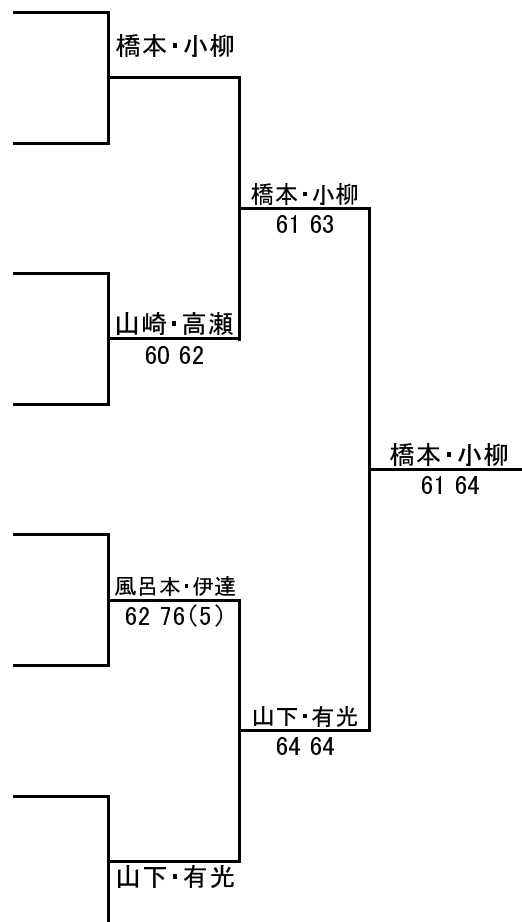 橋本・小柳
橋本・小柳
61 63
山崎・高瀬
60 62
橋本・小柳
61 64
風呂本・伊達
62 76(5)
山下・有光
64 64
山下・有光